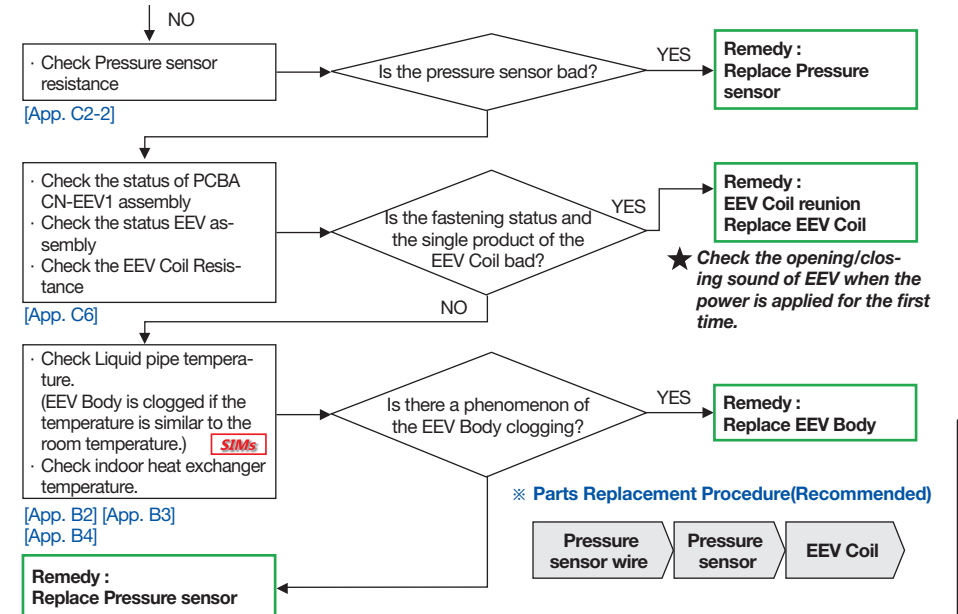 NO
· Check Pressure sensor
resistance
[App. C2-2]
Is the pressure sensor bad?
YES
Remedy :
Replace Pressure
sensor
· Check the status of PCBA
CN-EEV1 assembly
· Check the status EEV as-
sembly
· Check the EEV Coil Resis-
tance
[App. C6]
Is the fastening status and
the single product of the
EEV Coil bad?
YES
NO
Remedy :
EEV Coil reunion
Replace EEV Coil
★ Check the opening/clos-
ing sound of EEV when the
power is applied for the first
time.
· Check Liquid pipe tempera-
ture.
(EEV Body is clogged if the
temperature is similar to the
room temperature.) SIMs
· Check indoor heat exchanger
temperature.
[App. B2] [App. B3]
[App. B4]
Is there a phenomenon of
the EEV Body clogging?
YES
Remedy :
Replace EEV Body
※ Parts Replacement Procedure(Recommended)
Pressure
sensor wire
Pressure
sensor
EEV Coil
Remedy :
Replace Pressure sensor